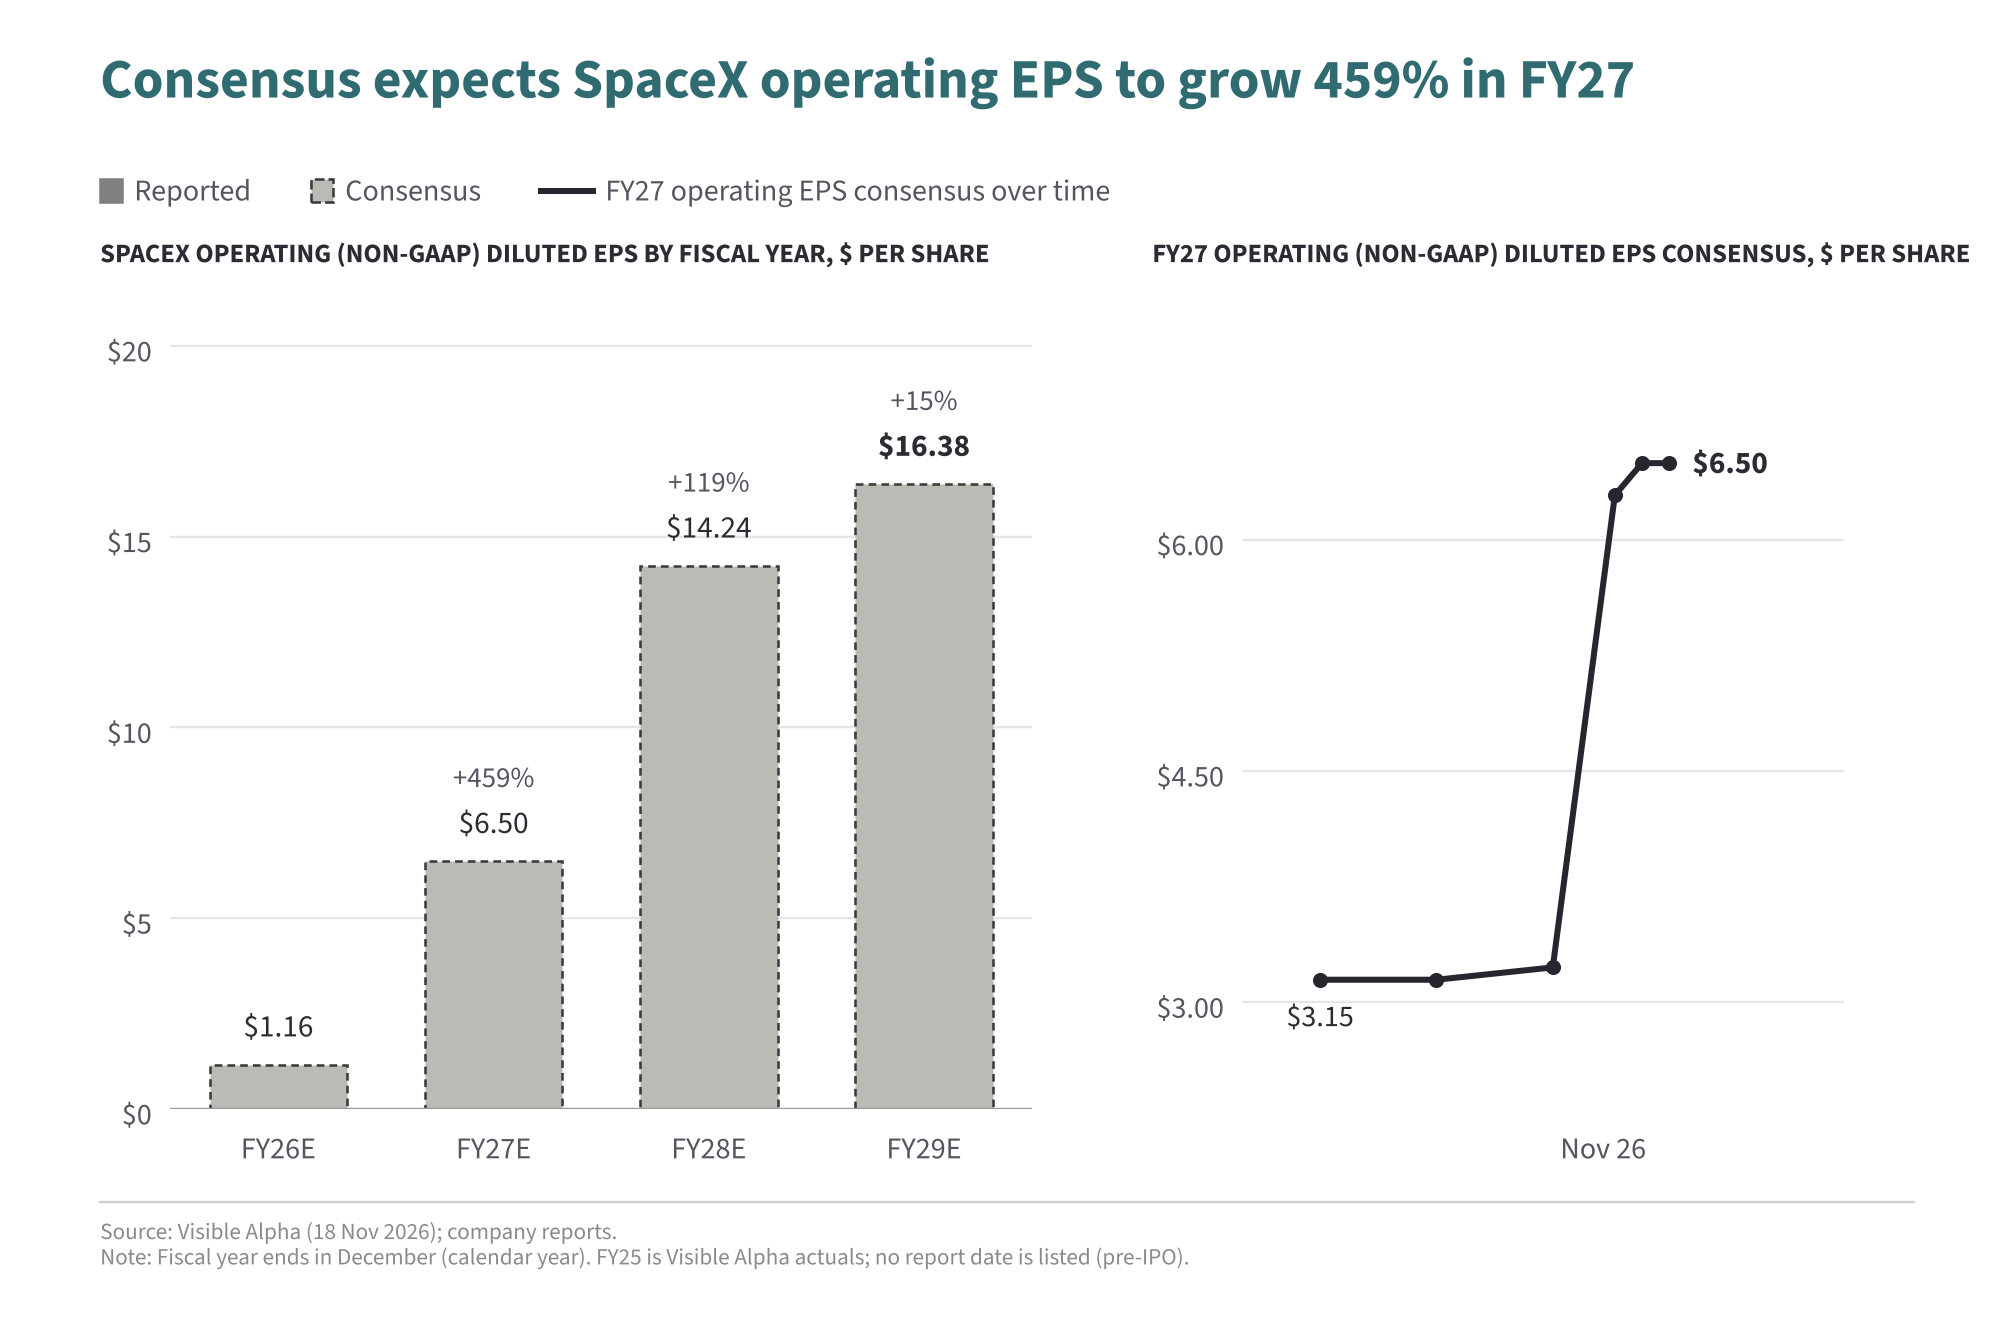 Consensus expects SpaceX operating EPS to grow 459% in FY27
Reported
Consensus
FY27 operating EPS consensus over time
SPACEX OPERATING (NON-GAAP) DILUTED EPS BY FISCAL YEAR, $ PER SHARE
$20
$15
$10
$5
$0
$1.16
+459%
$6.50
+119%
$14.24
+15%
$16.38
FY26E
FY27E
FY28E
FY29E
FY27 OPERATING (NON-GAAP) DILUTED EPS CONSENSUS, $ PER SHARE
$6.00
$4.50
$3.00
$3.15
$6.50
Nov 26
Source: Visible Alpha (18 Nov 2026); company reports.
Note: Fiscal year ends in December (calendar year). FY25 is Visible Alpha actuals; no report date is listed (pre-IPO).